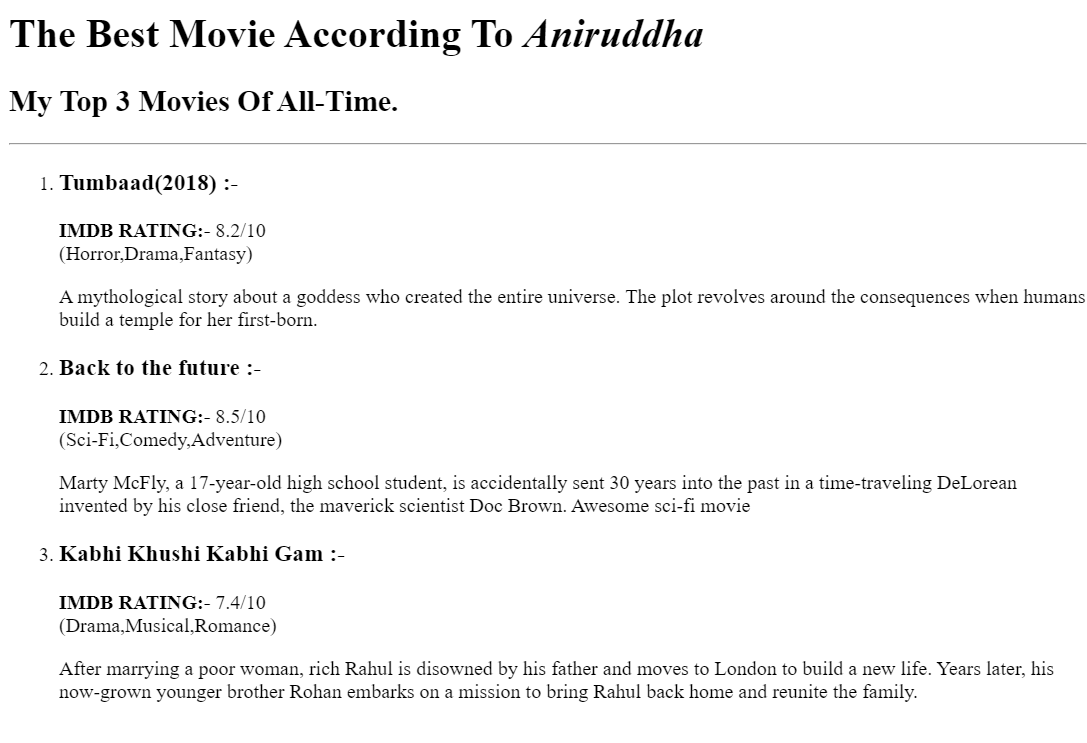 The Best Movie According To Aniruddha
My Top 3 Movies Of All-Time.
1. Tumbaad(2018) :-
IMDB RATING:- 8.2/10
(Horror,Drama,Fantasy)
A mythological story about a goddess who created the entire universe. The plot revolves around the consequences when humans
build a temple for her first-born.
2. Back to the future :-
IMDB RATING:- 8.5/10
(Sci-Fi,Comedy,Adventure)
Marty McFly, a 17-year-old high school student, is accidentally sent 30 years into the past in a time-traveling DeLorean
invented by his close friend, the maverick scientist Doc Brown. Awesome sci-fi movie
3. Kabhi Khushi Kabhi Gam :-
IMDB RATING:- 7.4/10
(Drama,Musical,Romance)
After marrying a poor woman, rich Rahul is disowned by his father and moves to London to build a new life. Years later, his
now-grown younger brother Rohan embarks on a mission to bring Rahul back home and reunite the family.